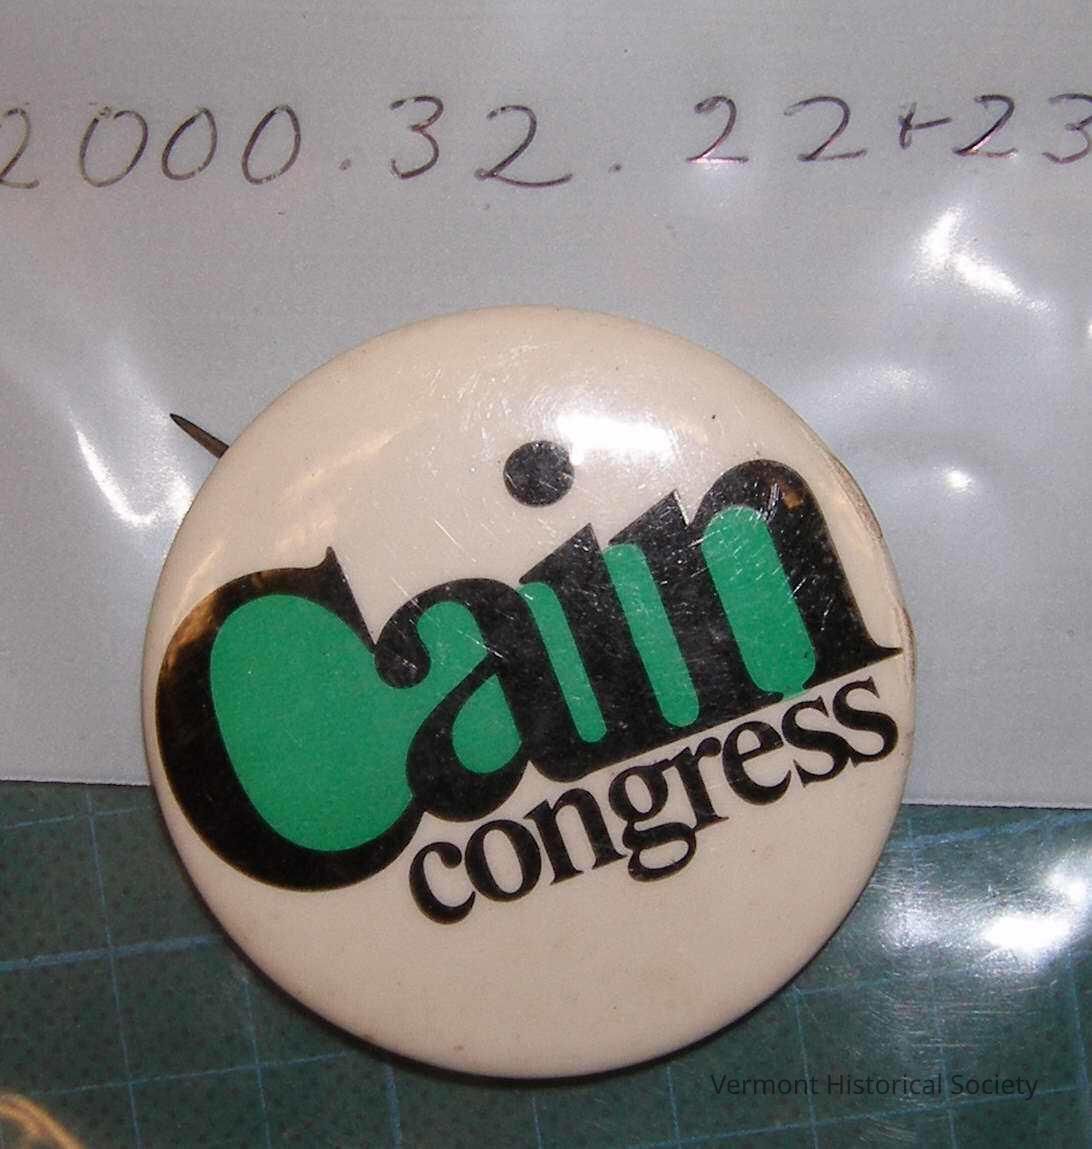 2000.32.22+23
Cain
congress
Vermont Historical Society